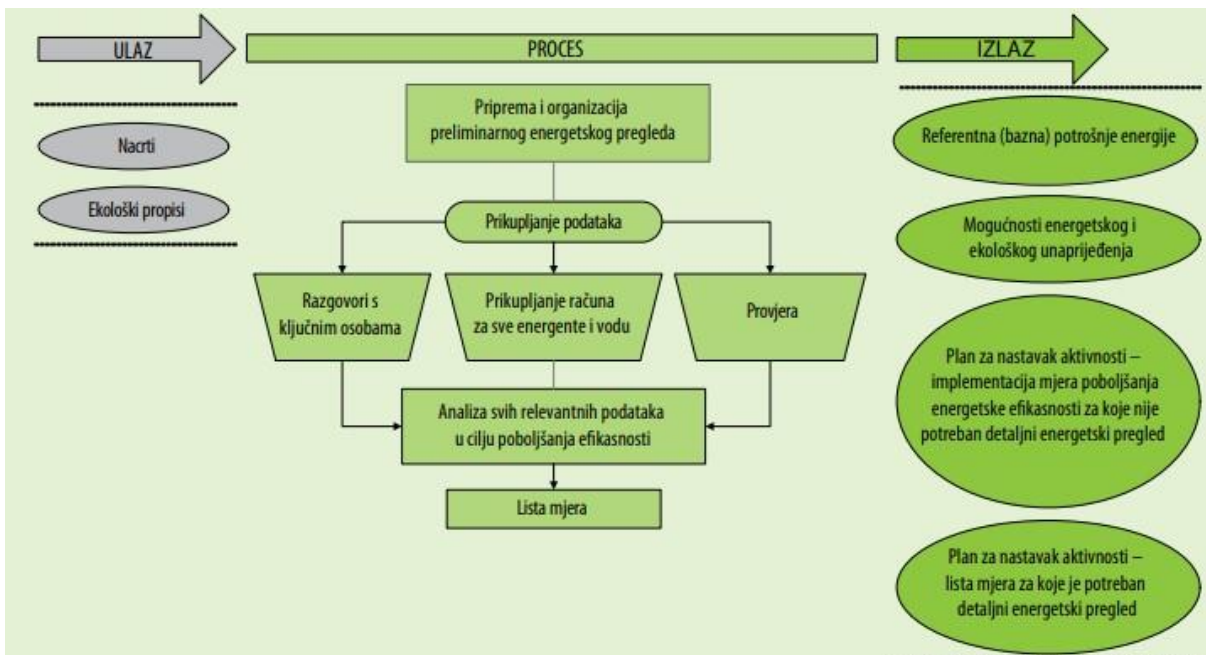 ULAZ
PROCES
IZLAZ
Nacrti
Ekološki propisi
Priprema i organizacija
preliminarnog energetskog pregleda
Prikupljanje podataka
Razgovori s
ključnim osobama
Prikupljanje računa
za sve energente i vodu
Provjera
Analiza svih relevantnih podataka
u cilju poboljšanja efikasnosti
Lista mjera
Referentna (bazna) potrošnje energije
Mogućnosti energetskog i
ekološkog unaprijeđenja
Plan za nastavak aktivnosti –
implementacija mjera poboljšanja
energetske efikasnosti za koje nije
potreban detaljni energetski pregled
Plan za nastavak aktivnosti –
lista mjera za koje je potreban
detaljni energetski pregled